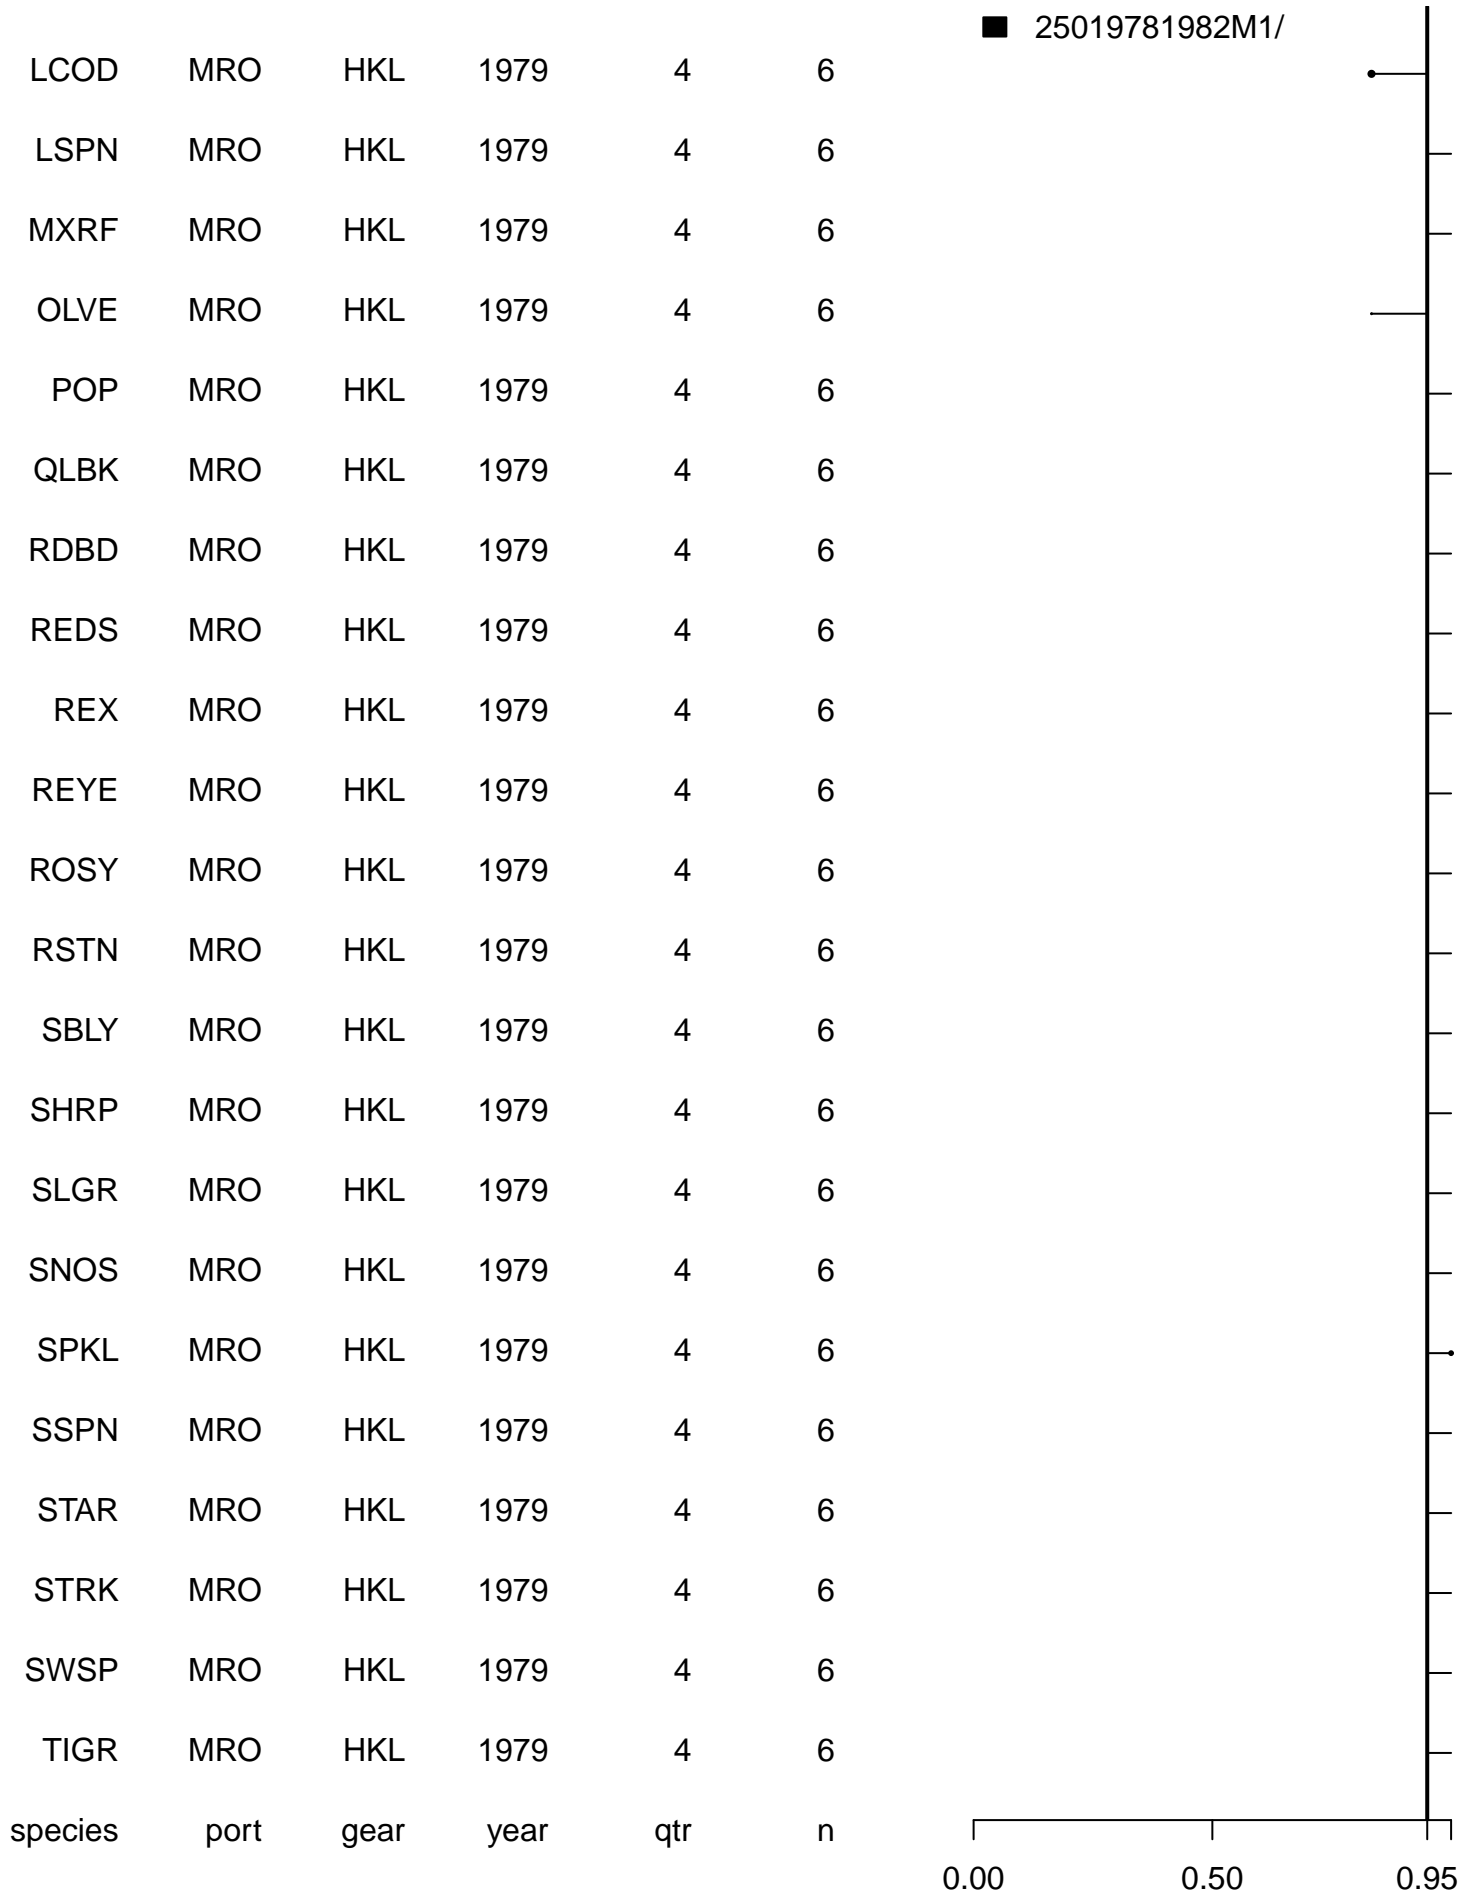 25019781982M1/
LCOD MRO HKL 1979 4 6
LSPN MRO HKL 1979 4 6
MXRF MRO HKL 1979 4 6
OLVE MRO HKL 1979 4 6
POP MRO HKL 1979 4 6
QLBK MRO HKL 1979 4 6
RDBD MRO HKL 1979 4 6
REDS MRO HKL 1979 4 6
REX MRO HKL 1979 4 6
REYE MRO HKL 1979 4 6
ROSY MRO HKL 1979 4 6
RSTN MRO HKL 1979 4 6
SBLY MRO HKL 1979 4 6
SHRP MRO HKL 1979 4 6
SLGR MRO HKL 1979 4 6
SNOS MRO HKL 1979 4 6
SPKL MRO HKL 1979 4 6
SSPN MRO HKL 1979 4 6
STAR MRO HKL 1979 4 6
STRK MRO HKL 1979 4 6
SWSP MRO HKL 1979 4 6
TIGR MRO HKL 1979 4 6
species port gear year qtr n
0.00 0.50 0.95